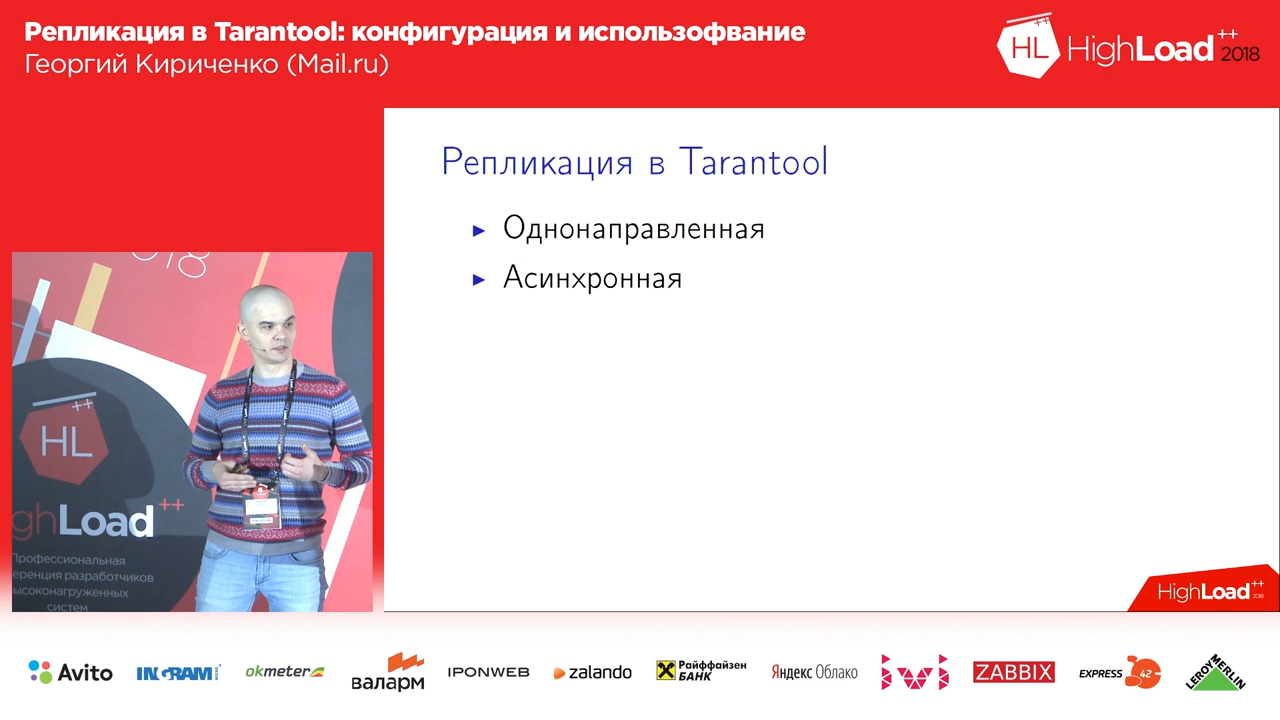 Репликация в Tarantool: конфигурация и использофвание
Георгий Кириченко (Mail.ru)
HL ++ HighLoad ++ 2018
Репликация в Tarantool
► Однонаправленная
► Асинхронная
HL ++
ghLoad ++
Профессиональная
еренция разработчиков
ысоконагруженных
систем
HighLoad ++ 2018
Avito
INGRAM
okmeter
валарм
IPONWEB
zalando
Райффайзен
БАНК
Яндекс Облако
ivi
ZABBIX
EXPRESS 42
LEROY MERLIN